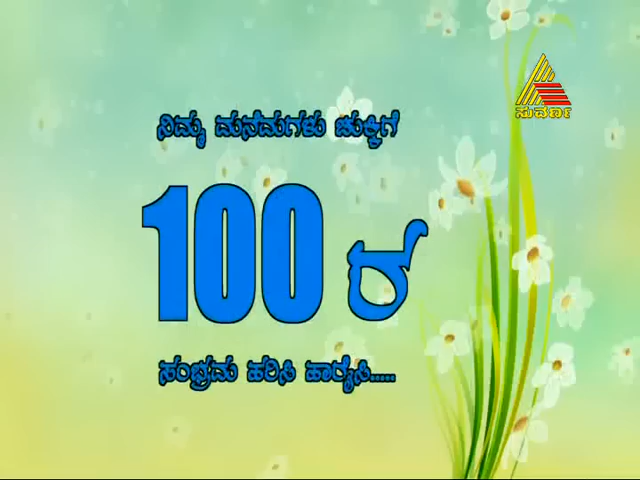 ನಿಮ್ಮ ಮನೆಮಗಳು ಚುಕ್ಕಿಗೆ
100 ರ
ಸಂಭ್ರಮ ಹರಿಸಿ ಹಾರೈಸಿ.....
ಸುವರ್ಣ